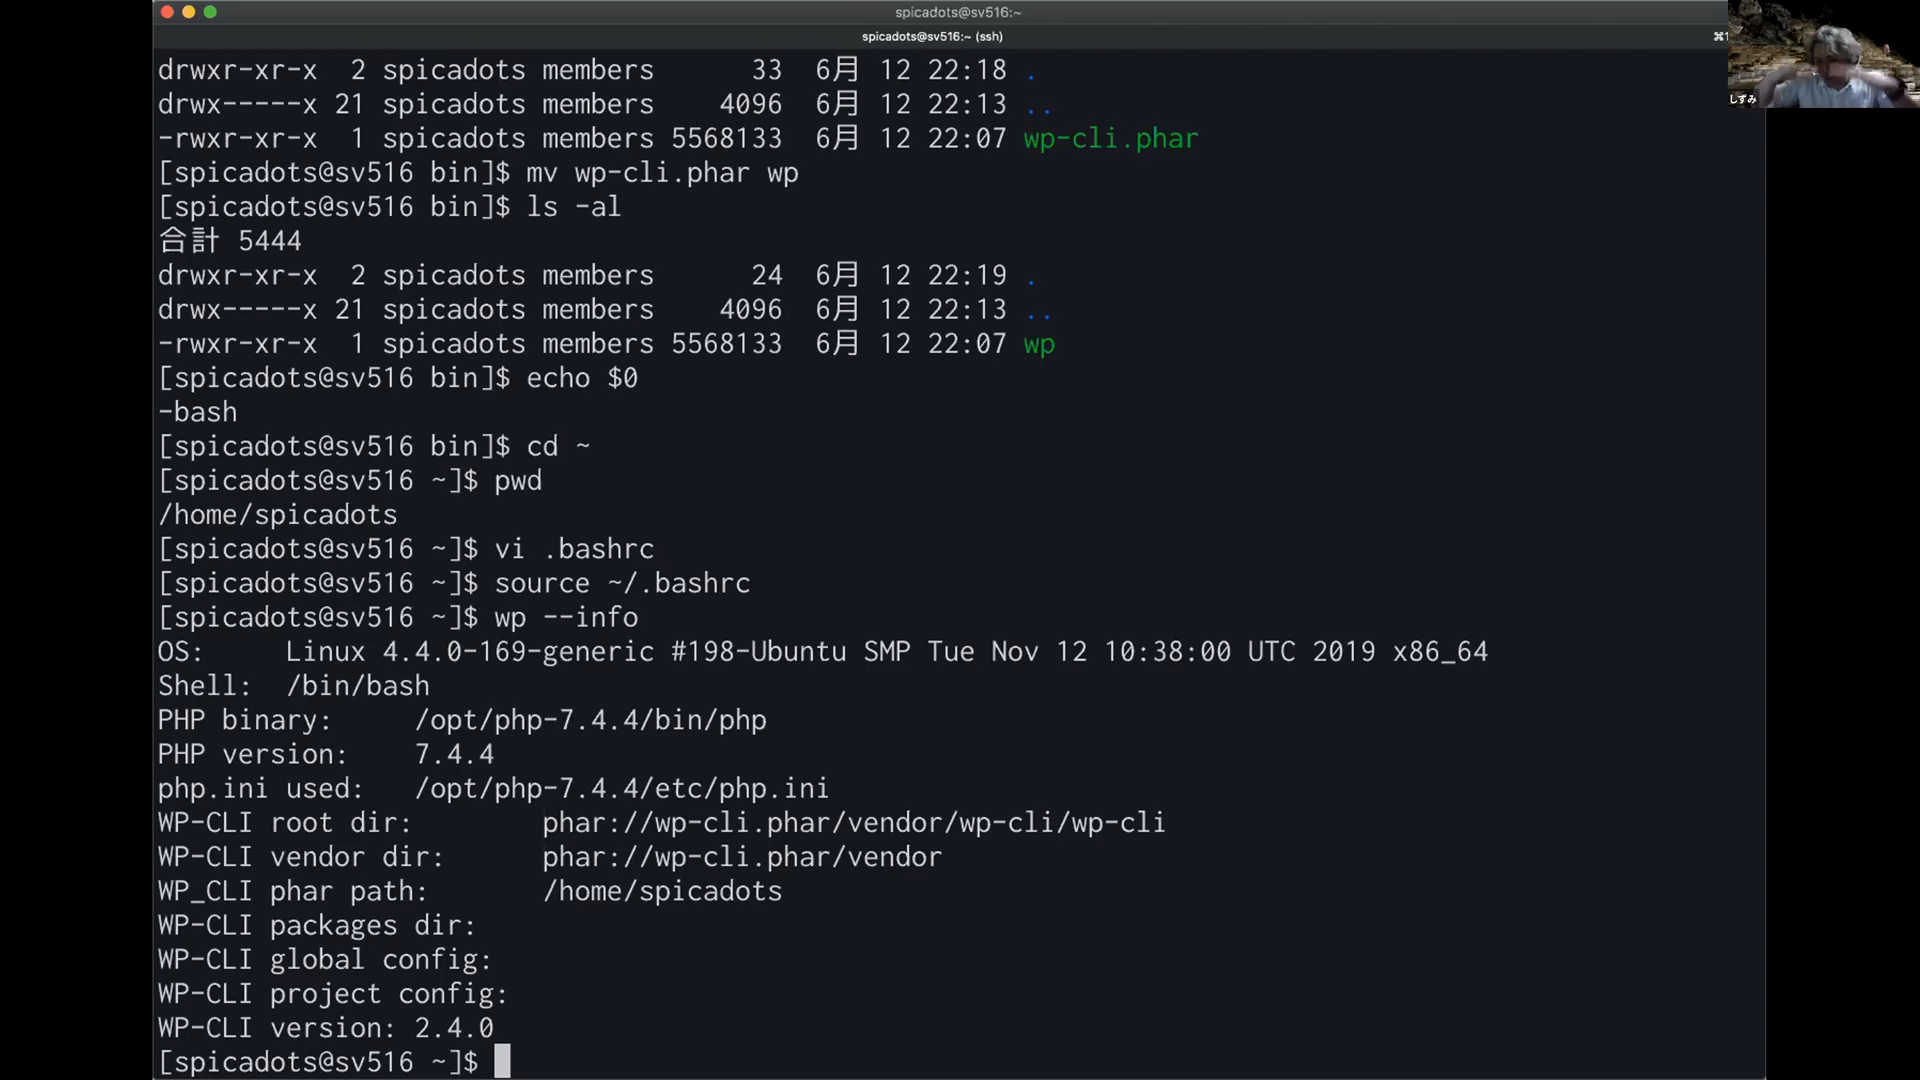 spicadots@sv516:~
spicadots@sv516:~ (ssh)
⌘1
drwxr-xr-x  2 spicadots members      33  6月  12 22:18 .
drwx-----x 21 spicadots members    4096  6月  12 22:13 ..
-rwxr-xr-x  1 spicadots members 5568133  6月  12 22:07 wp-cli.phar
[spicadots@sv516 bin]$ mv wp-cli.phar wp
[spicadots@sv516 bin]$ ls -al
合計 5444
drwxr-xr-x  2 spicadots members      24  6月  12 22:19 .
drwx-----x 21 spicadots members    4096  6月  12 22:13 ..
-rwxr-xr-x  1 spicadots members 5568133  6月  12 22:07 wp
[spicadots@sv516 bin]$ echo $0
-bash
[spicadots@sv516 bin]$ cd ~
[spicadots@sv516 ~]$ pwd
/home/spicadots
[spicadots@sv516 ~]$ vi .bashrc
[spicadots@sv516 ~]$ source ~/.bashrc
[spicadots@sv516 ~]$ wp --info
OS:     Linux 4.4.0-169-generic #198-Ubuntu SMP Tue Nov 12 10:38:00 UTC 2019 x86_64
Shell:  /bin/bash
PHP binary:     /opt/php-7.4.4/bin/php
PHP version:    7.4.4
php.ini used:   /opt/php-7.4.4/etc/php.ini
WP-CLI root dir:        phar://wp-cli.phar/vendor/wp-cli/wp-cli
WP-CLI vendor dir:      phar://wp-cli.phar/vendor
WP_CLI phar path:       /home/spicadots
WP-CLI packages dir:
WP-CLI global config:
WP-CLI project config:
WP-CLI version: 2.4.0
[spicadots@sv516 ~]$
しずみ